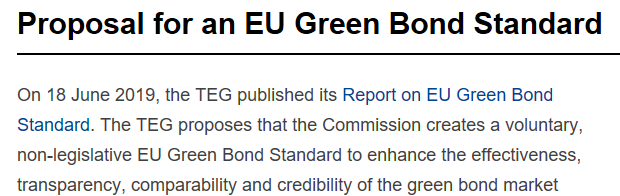 Proposal for an EU Green Bond Standard
On 18 June 2019, the TEG published its Report on EU Green Bond
Standard. The TEG proposes that the Commission creates a voluntary,
non-legislative EU Green Bond Standard to enhance the effectiveness,
transparency, comparability and credibility of the green bond market